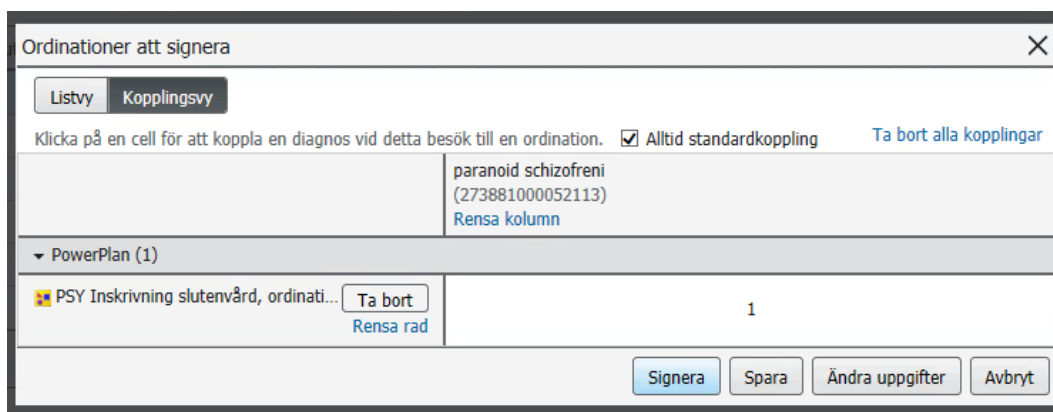 Ordinationer att signera
Listvy Kopplingsvy
Klicka på en cell för att koppla en diagnos vid detta besök till en ordination. Alltid standardkoppling Ta bort alla kopplingar
paranoid schizofreni
(273881000052113)
Rensa kolumn
PowerPlan (1)
PSY Inskrivning slutenvård, ordinati... Ta bort
1
Rensa rad
Signera Spara Ändra uppgifter Avbryt